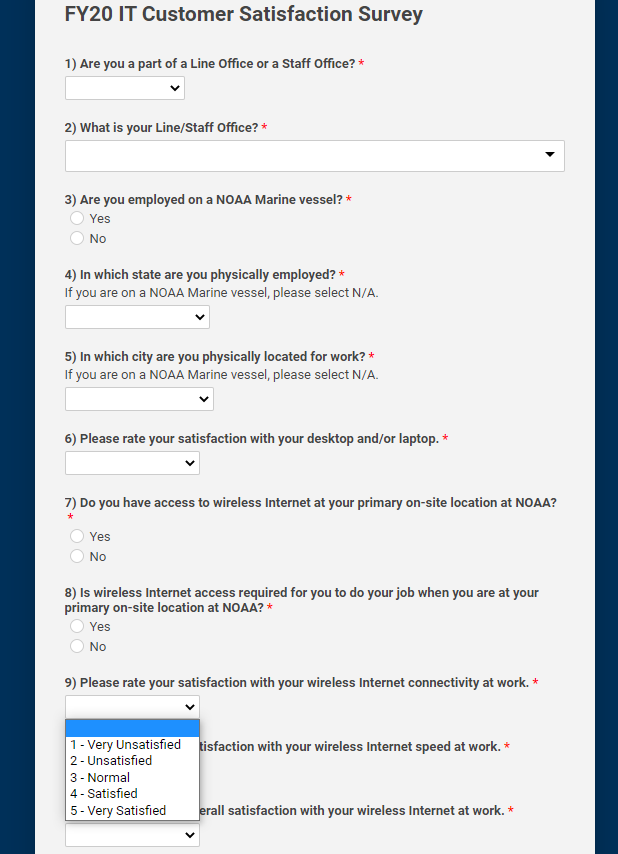 FY20 IT Customer Satisfaction Survey
1) Are you a part of a Line Office or a Staff Office? *
2) What is your Line/Staff Office? *
3) Are you employed on a NOAA Marine vessel? *
Yes
No
4) In which state are you physically employed? *
If you are on a NOAA Marine vessel, please select N/A.
5) In which city are you physically located for work? *
If you are on a NOAA Marine vessel, please select N/A.
6) Please rate your satisfaction with your desktop and/or laptop. *
7) Do you have access to wireless Internet at your primary on-site location at NOAA?
*
Yes
No
8) Is wireless Internet access required for you to do your job when you are at your
primary on-site location at NOAA? *
Yes
No
9) Please rate your satisfaction with your wireless Internet connectivity at work. *
1 - Very Unsatisfied
tisfaction with your wireless Internet speed at work. *
2 - Unsatisfied
3 - Normal
4 - Satisfied
5 - Very Satisfied
erall satisfaction with your wireless Internet at work. *